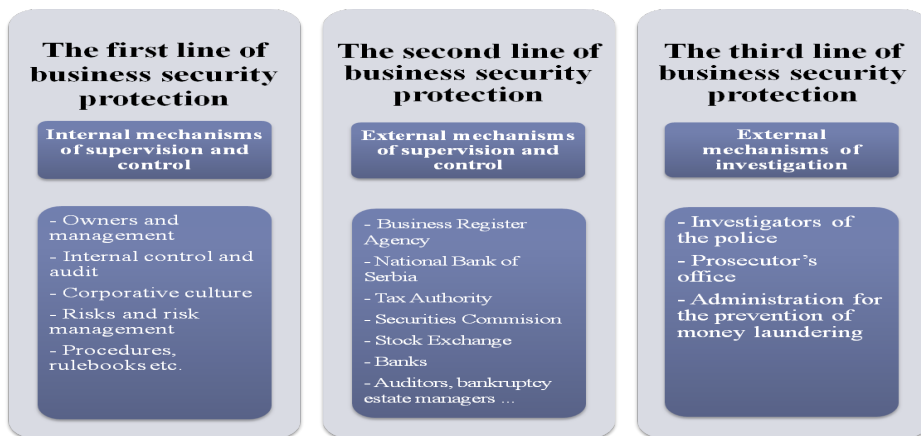 The first line of
business security
protection
Internal mechanisms
of supervision and
control
- Owners and
management
- Internal control and
audit
- Corporative culture
- Risks and risk
management
- Procedures,
rulebooks etc.
The second line of
business security
protection
External mechanisms
of supervision and
control
- Business Register
Agency
- National Bank of
Serbia
- Tax Authority
- Securities Commision
- Stock Exchange
- Banks
- Auditors, bankruptcy
estate managers ...
The third line of
business security
protection
External
mechanisms of
investigation
- Investigators of
the police
- Prosecutor’s
office
- Administration for
the prevention of
money laundering